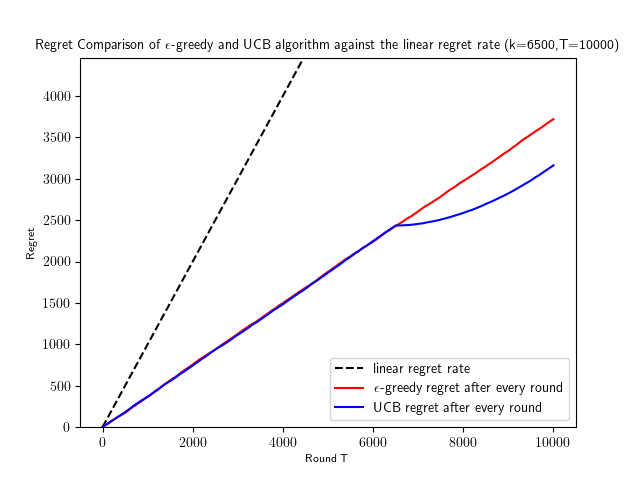 Regret Comparison of ϵ-greedy and UCB algorithm against the linear regret rate (k=6500,T=10000)
4000
3500
3000
2500
2000
1500
1000
500
0
Regret
linear regret rate
ϵ-greedy regret after every round
UCB regret after every round
0 2000 4000 6000 8000 10000
Round T